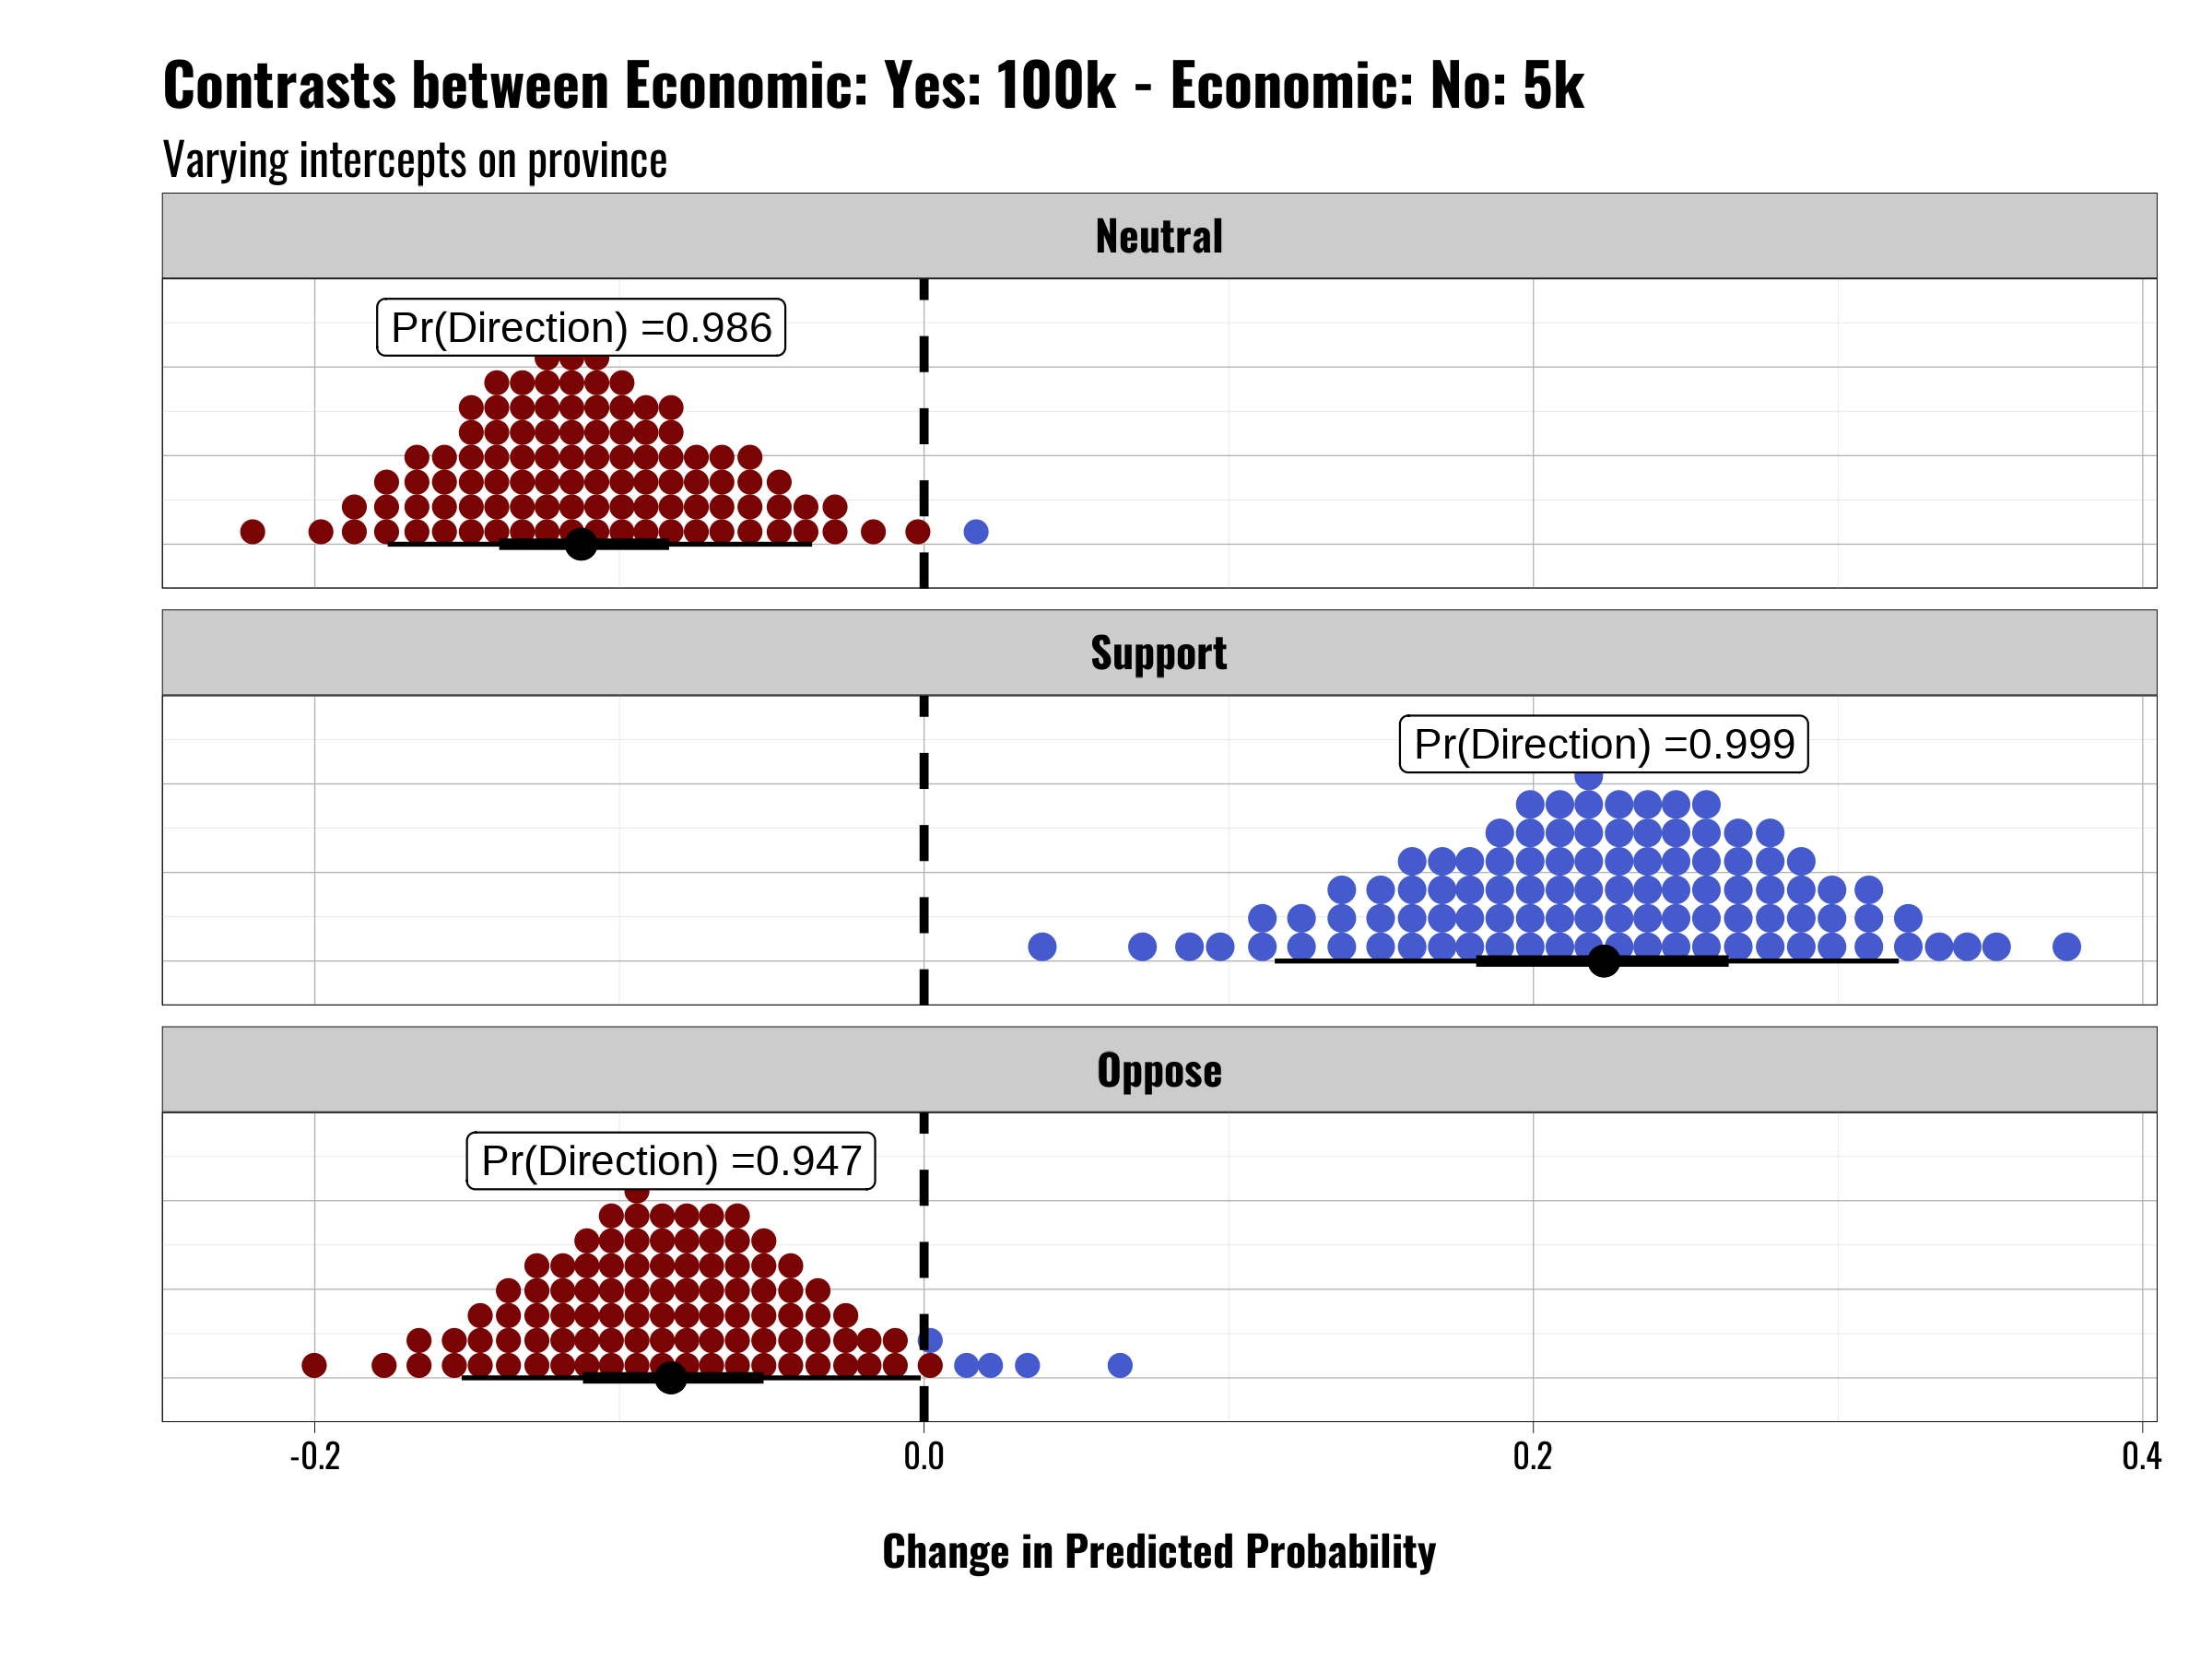 Contrasts between Economic: Yes: 100k - Economic: No: 5k
Varying intercepts on province
Neutral
Pr(Direction) =0.986
Support
Pr(Direction) =0.999
Oppose
Pr(Direction) =0.947
-0.2 0.0 0.2 0.4
Change in Predicted Probability